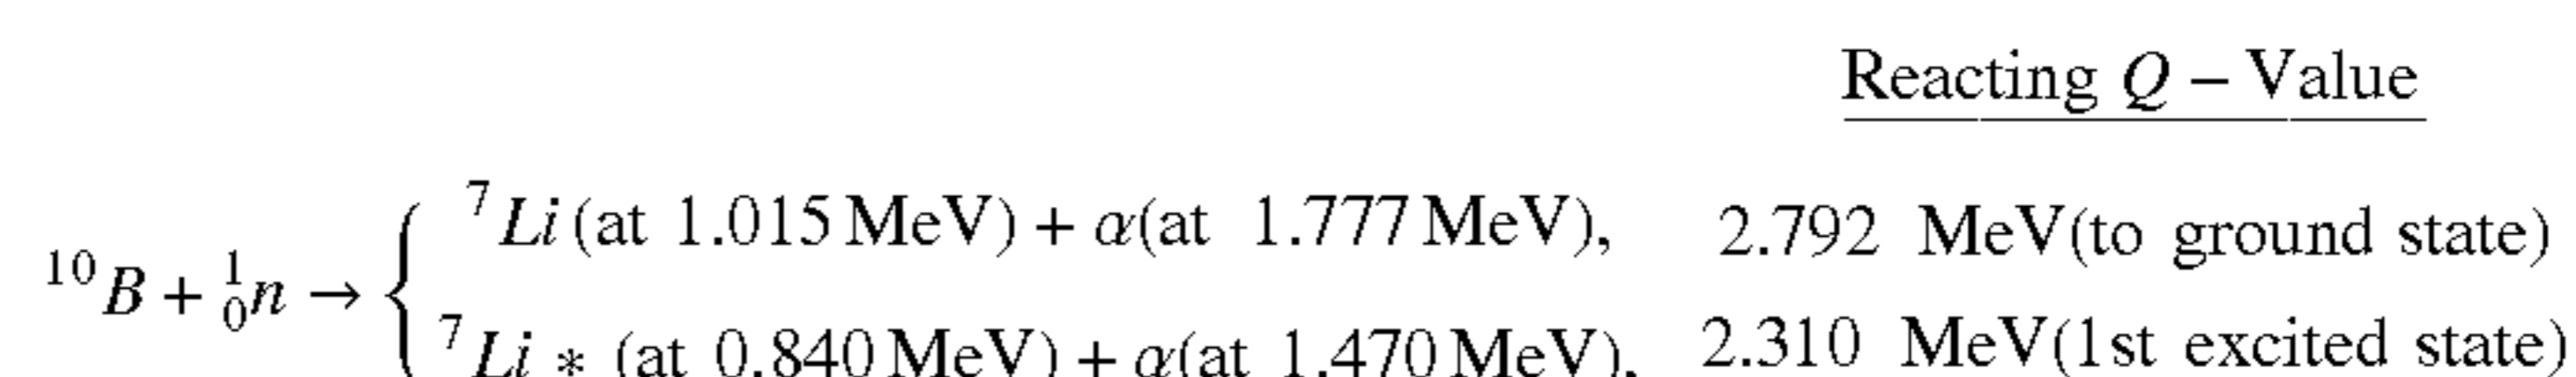 Reacting Q – Value
⁷Li (at 1.015 MeV) + α(at 1.777 MeV), 2.792 MeV(to ground state)
¹⁰B + ¹₀n → {
⁷Li * (at 0.840 MeV) + α(at 1.470 MeV), 2.310 MeV(1st excited state)